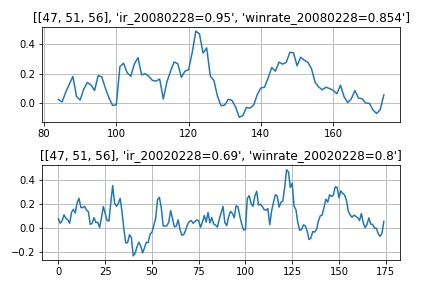 [[47, 51, 56], 'ir_20080228=0.95', 'winrate_20080228=0.854']
0.4
0.2
0.0
80 100 120 140 160
[[47, 51, 56], 'ir_20020228=0.69', 'winrate_20020228=0.8']
0.4
0.2
0.0
−0.2
0 25 50 75 100 125 150 175